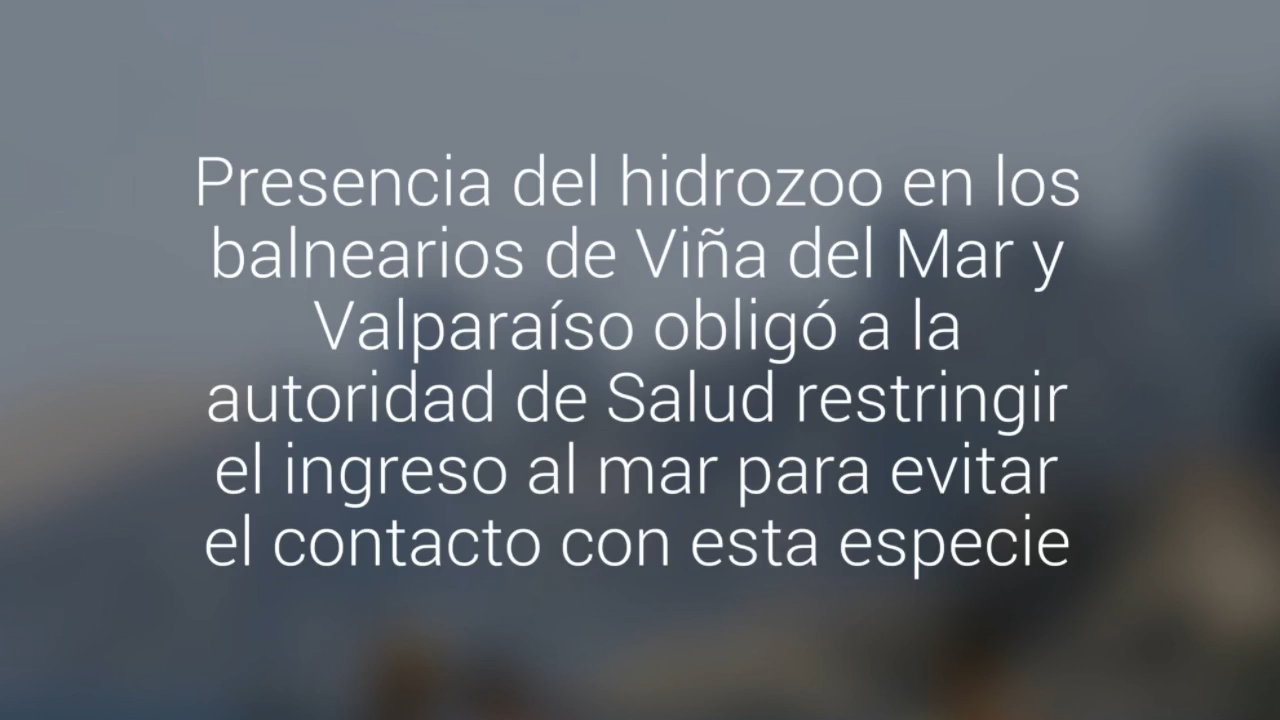 Presencia del hidrozoo en los
balnearios de Viña del Mar y
Valparaíso obligó a la
autoridad de Salud restringir
el ingreso al mar para evitar
el contacto con esta especie